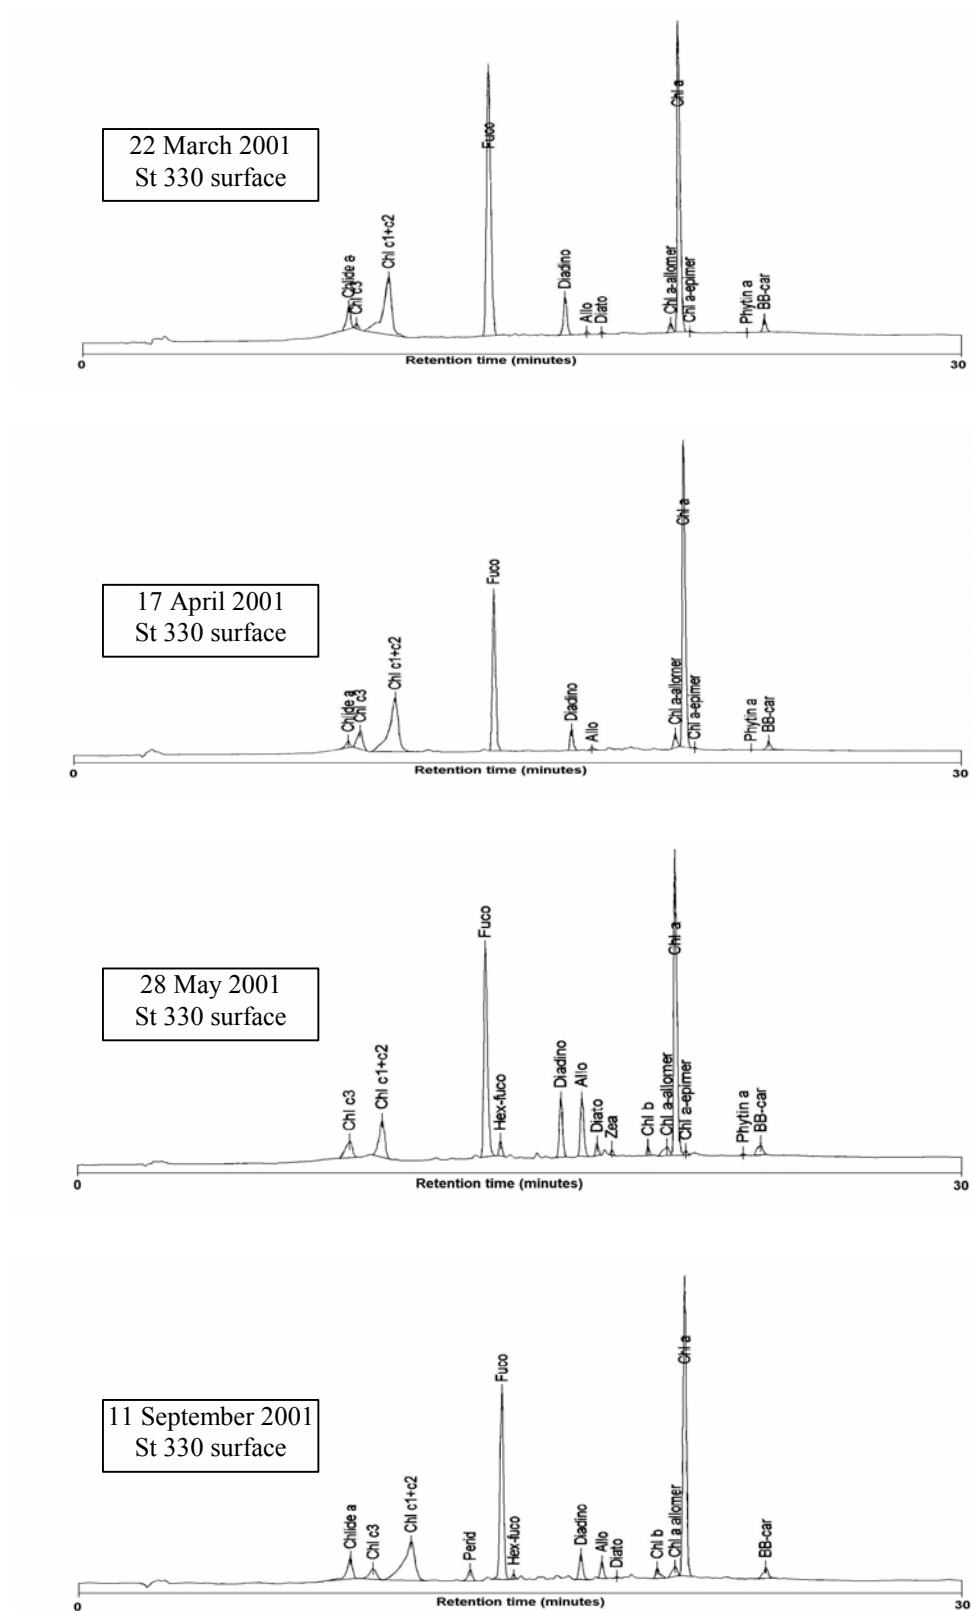 22 March 2001
St 330 surface
Chlide a
Chl c3
Chl c1+c2
Fuco
Diadino
Allo
Diato
Chl a-allomer
Chl a
Chl a-epimer
Phytin a
BB-car
0
Retention time (minutes)
30
17 April 2001
St 330 surface
Chlide a
Chl c3
Chl c1+c2
Fuco
Diadino
Allo
Chl a-allomer
Chl a
Chl a-epimer
Phytin a
BB-car
0
Retention time (minutes)
30
28 May 2001
St 330 surface
Chl c3
Chl c1+c2
Fuco
Hex-fuco
Diadino
Allo
Diato
Zea
Chl b
Chl a-allomer
Chl a
Chl a-epimer
Phytin a
BB-car
0
Retention time (minutes)
30
11 September 2001
St 330 surface
Chlide a
Chl c3
Chl c1+c2
Perid
Fuco
Hex-fuco
Diadino
Allo
Diato
Chl b
Chl a allomer
Chl a
BB-car
0
Retention time (minutes)
30